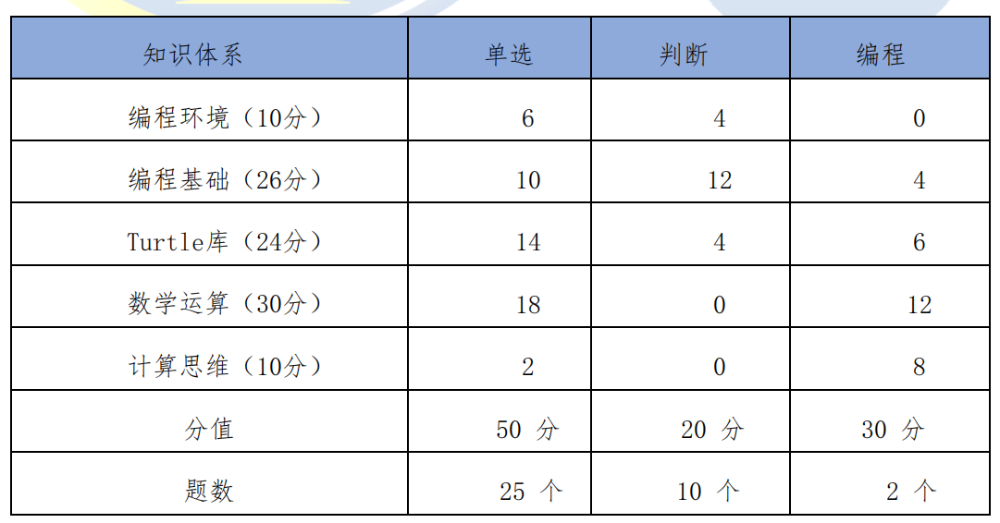 知识体系 单选 判断 编程
编程环境（10分） 6 4 0
编程基础（26分） 10 12 4
Turtle库（24分） 14 4 6
数学运算（30分） 18 0 12
计算思维（10分） 2 0 8
分值 50 分 20 分 30 分
题数 25 个 10 个 2 个